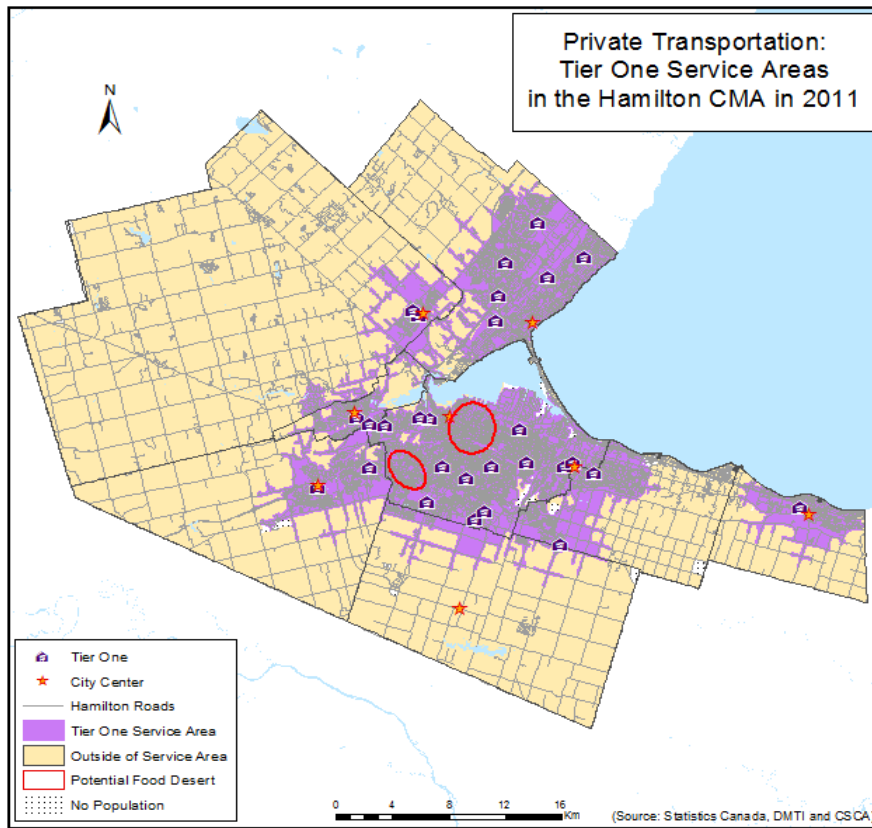 Private Transportation:
Tier One Service Areas
in the Hamilton CMA in 2011
N
Tier One
City Center
Hamilton Roads
Tier One Service Area
Outside of Service Area
Potential Food Desert
No Population
0 4 8 12 16
Km
(Source: Statistics Canada, DMTI and CSCA)